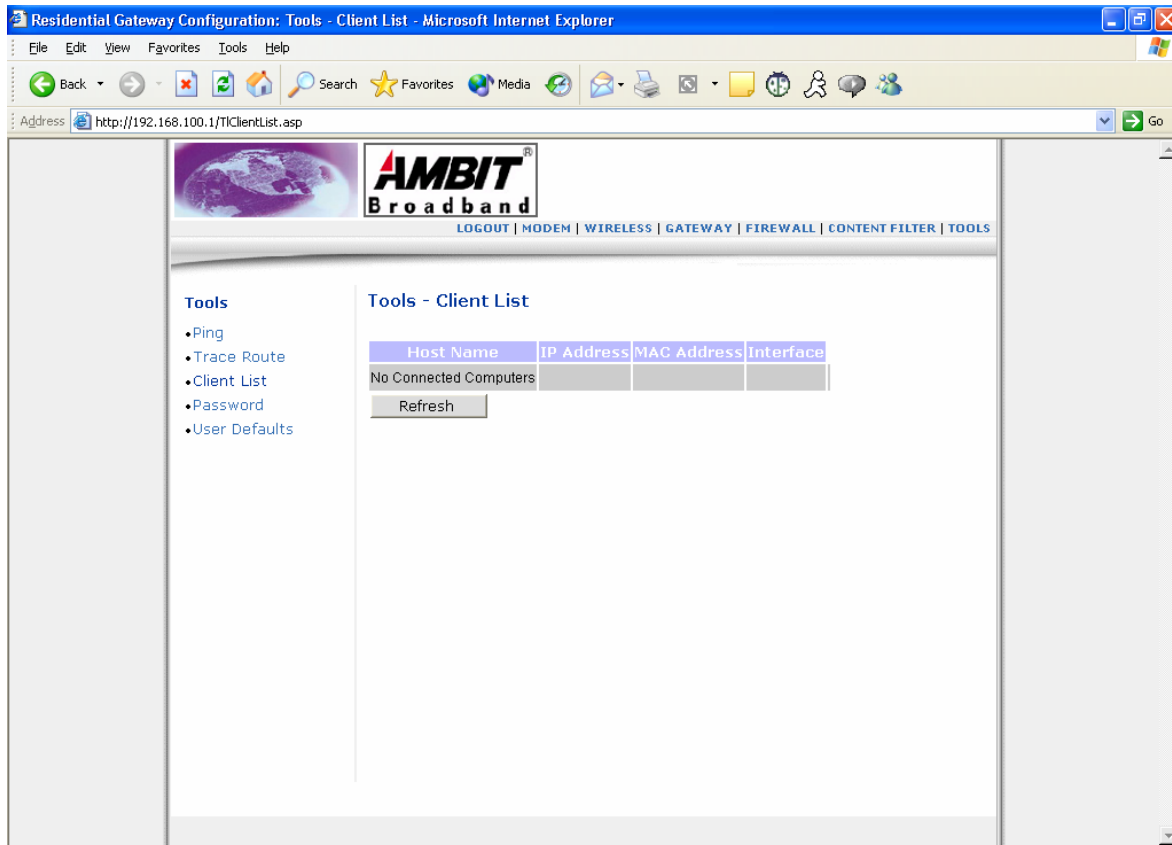 Residential Gateway Configuration: Tools - Client List - Microsoft Internet Explorer
File Edit View Favorites Tools Help
Back Search Favorites Media
Address http://192.168.100.1/TlClientList.asp Go
AMBIT®
Broadband
LOGOUT | MODEM | WIRELESS | GATEWAY | FIREWALL | CONTENT FILTER | TOOLS
Tools
•Ping
•Trace Route
•Client List
•Password
•User Defaults
Tools - Client List
Host Name IP Address MAC Address Interface
No Connected Computers
Refresh